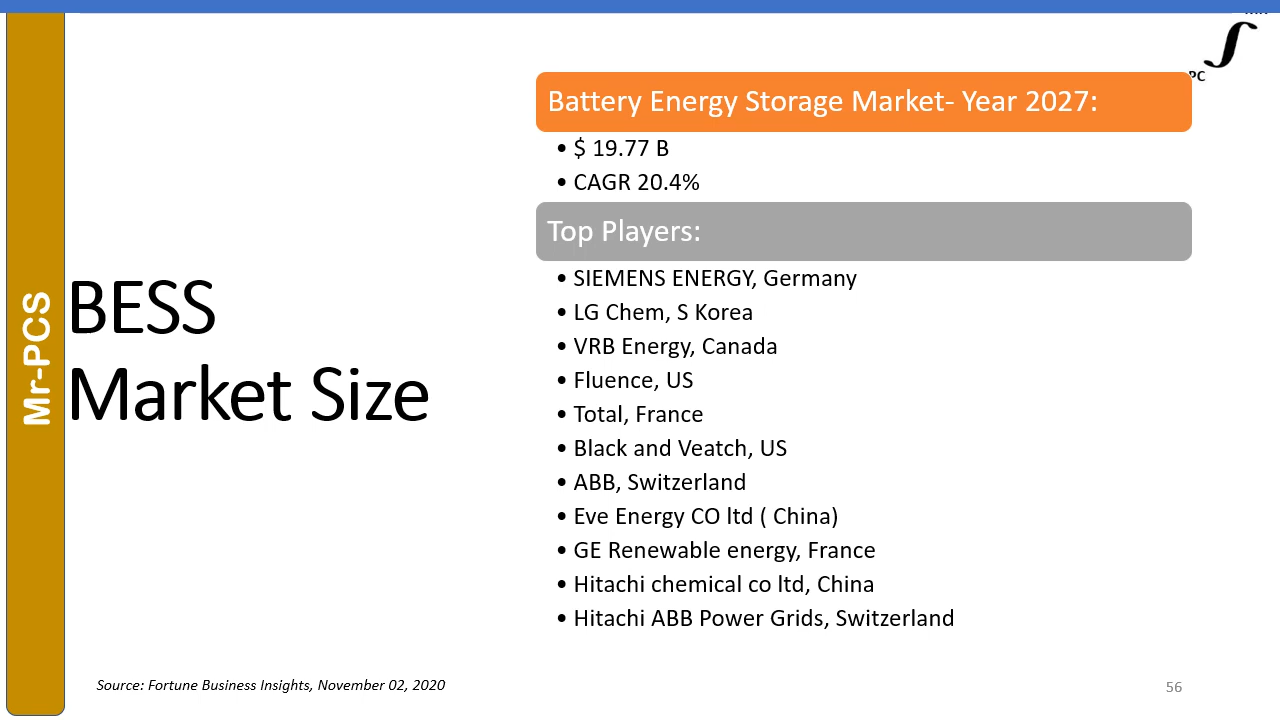 PC
Battery Energy Storage Market- Year 2027:
• $ 19.77 B
• CAGR 20.4%
Top Players:
• SIEMENS ENERGY, Germany
• LG Chem, S Korea
• VRB Energy, Canada
• Fluence, US
• Total, France
• Black and Veatch, US
• ABB, Switzerland
• Eve Energy CO ltd ( China)
• GE Renewable energy, France
• Hitachi chemical co ltd, China
• Hitachi ABB Power Grids, Switzerland
BESS
Market Size
Mr-PCS
Source: Fortune Business Insights, November 02, 2020
56